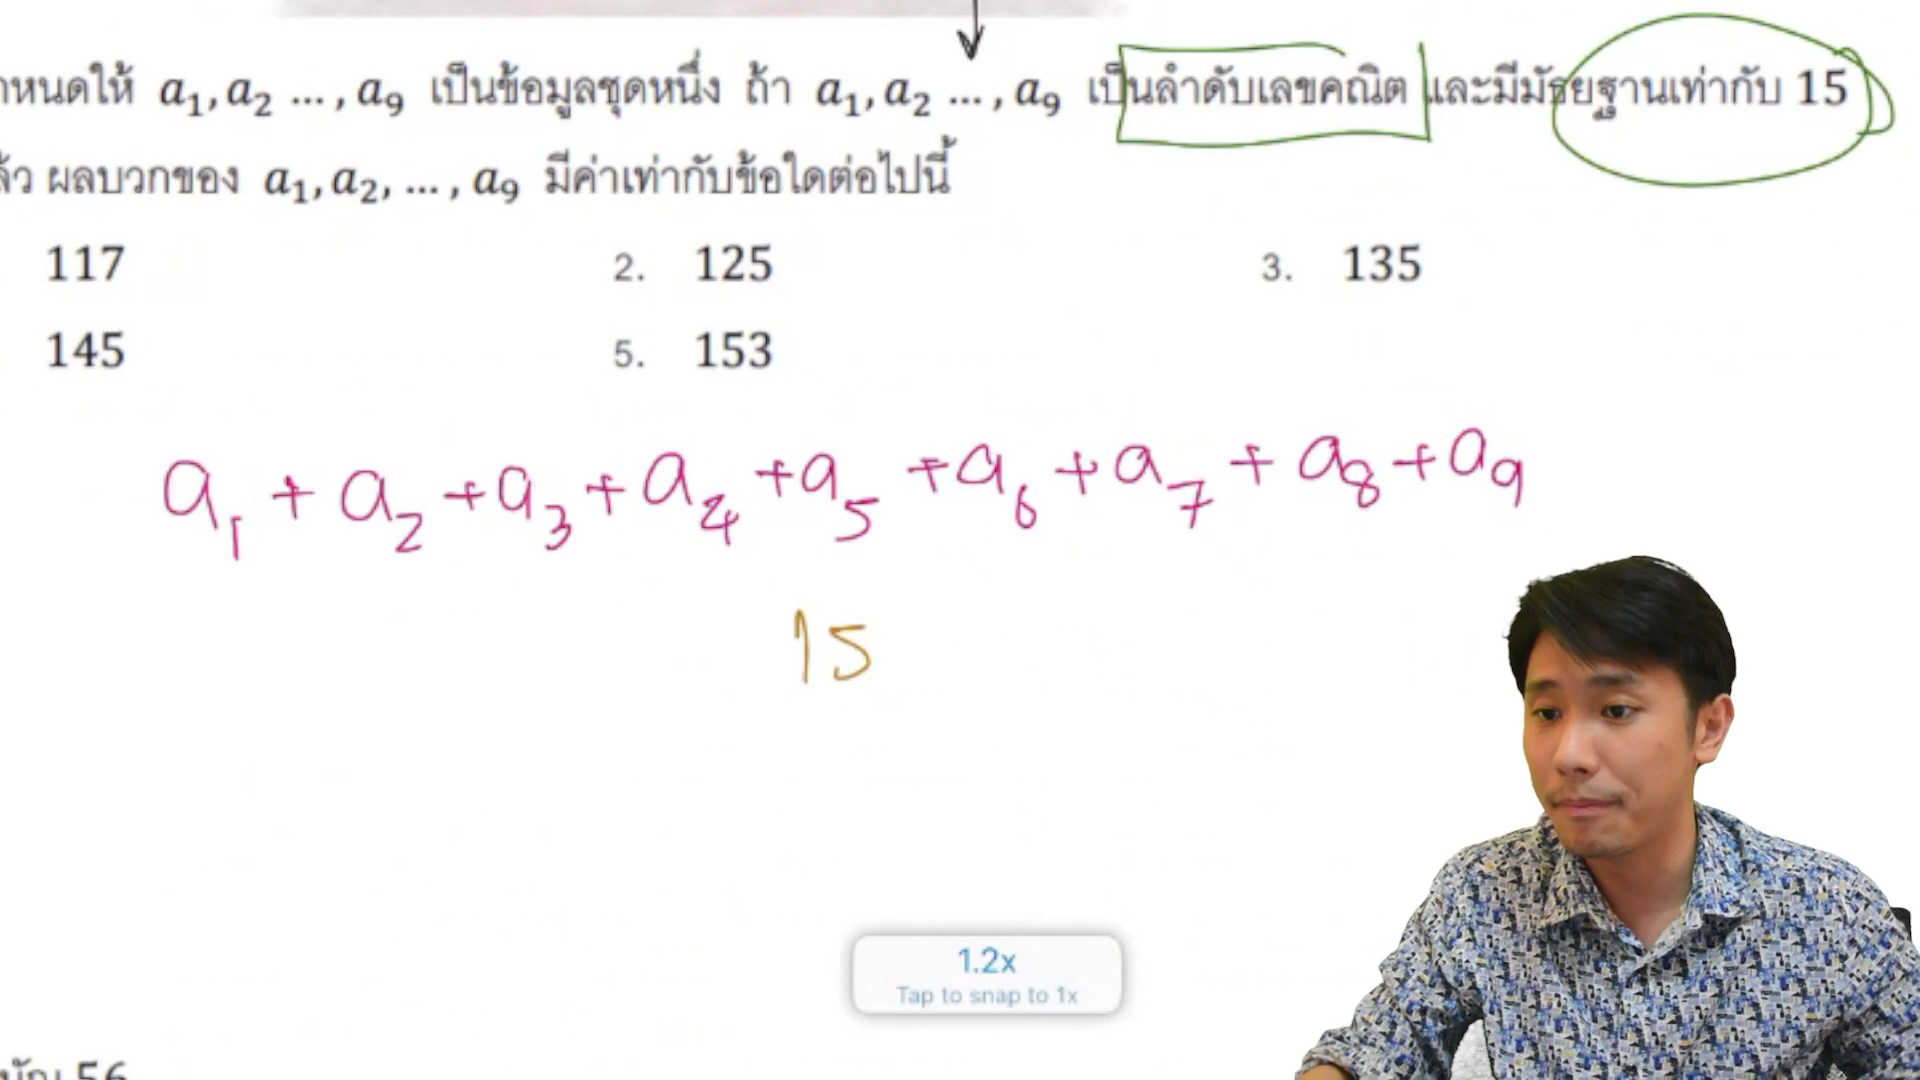 หนดให้ a₁, a₂ ..., a₉ เป็นข้อมูลชุดหนึ่ง ถ้า a₁, a₂ ..., a₉ เป็นลำดับเลขคณิต และมีมัธยฐานเท่ากับ 15
ผลบวกของ a₁, a₂, ..., a₉ มีค่าเท่ากับข้อใดต่อไปนี้
117 2. 125 3. 135
145 5. 153
a₁ + a₂ + a₃ + a₄ + a₅ + a₆ + a₇ + a₈ + a₉
15
1.2x
Tap to snap to 1x